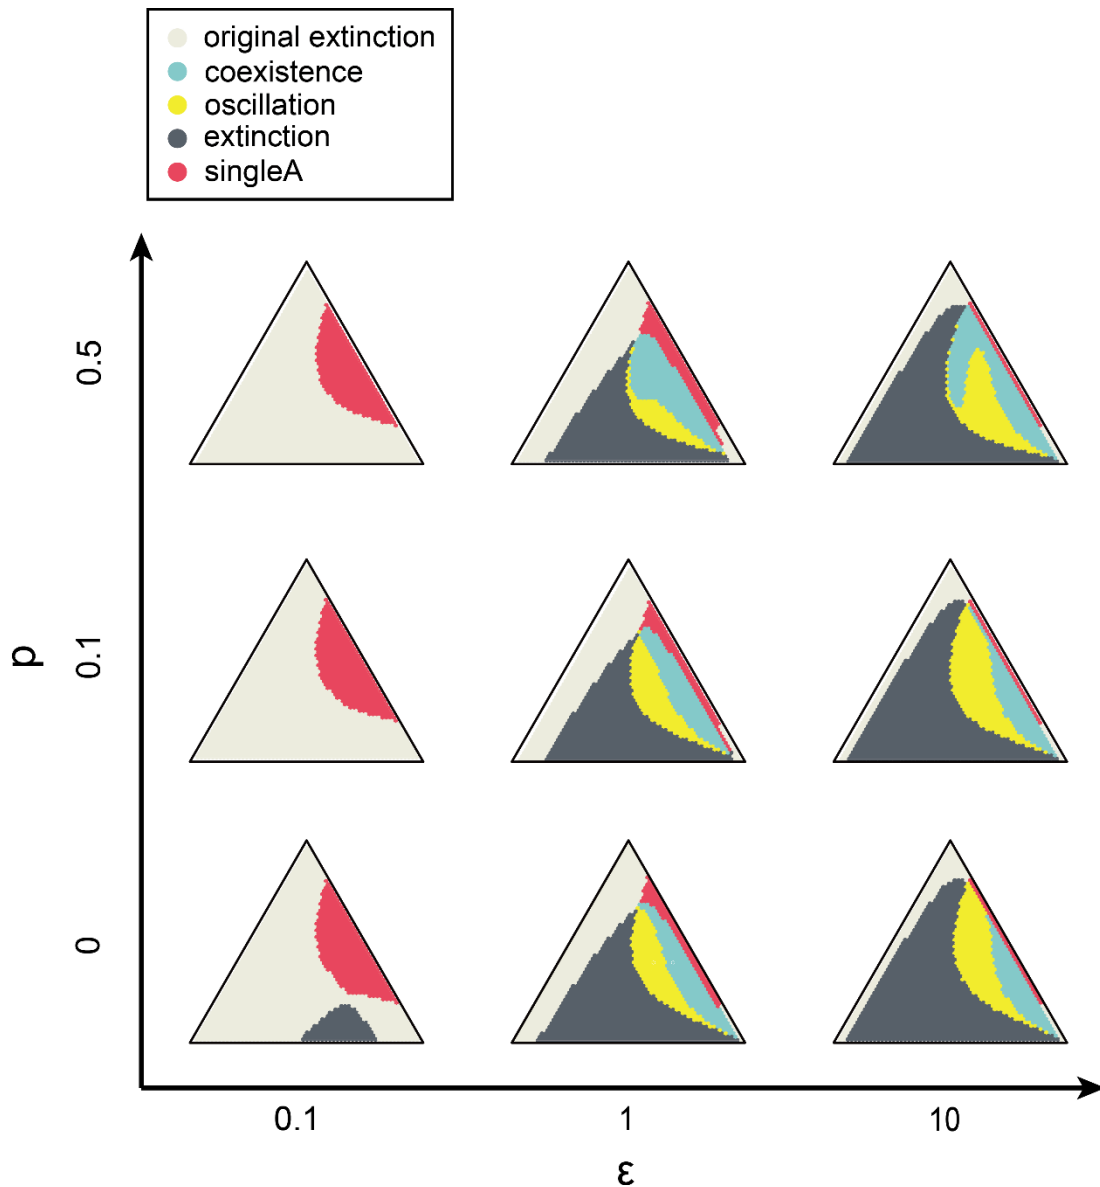 original extinction
coexistence
oscillation
extinction
singleA
0.5
0.1
0
p
0.1
1
10
ε